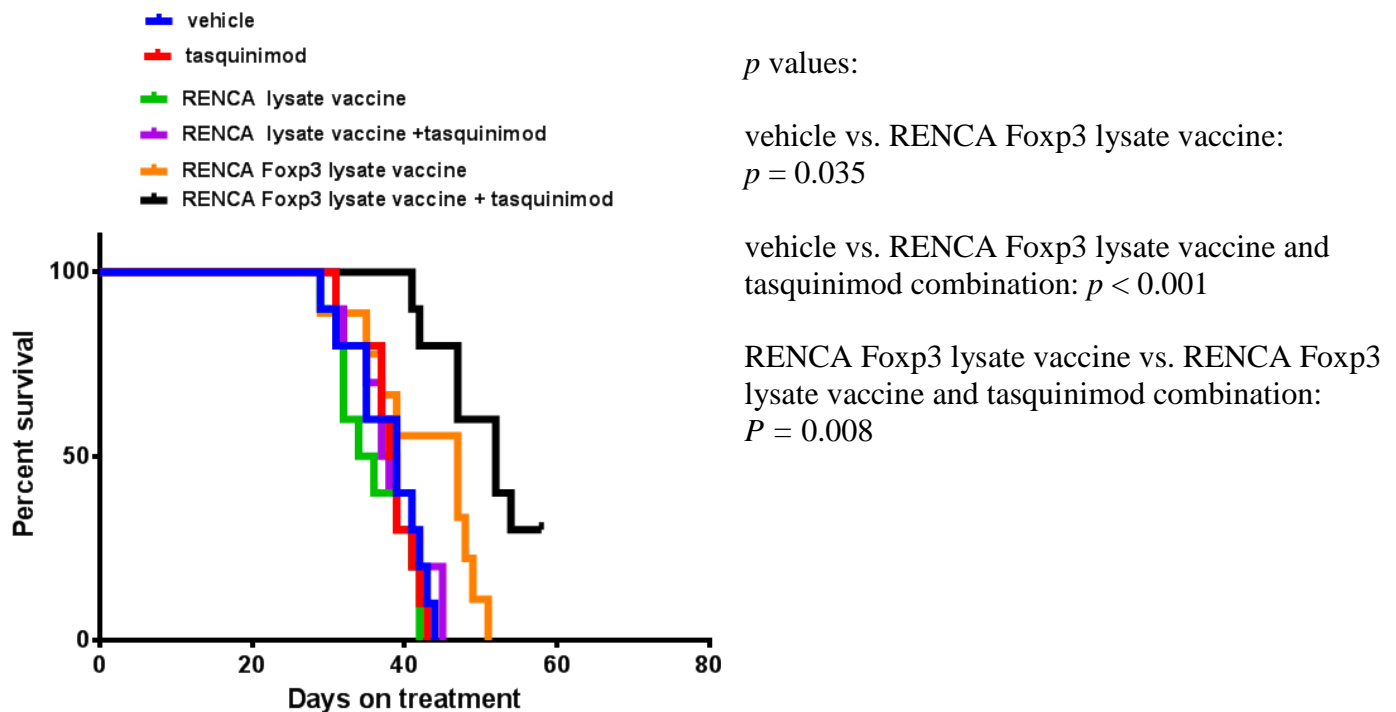 vehicle
tasquinimod
RENCA lysate vaccine
RENCA lysate vaccine +tasquinimod
RENCA Foxp3 lysate vaccine
RENCA Foxp3 lysate vaccine + tasquinimod
100
50
0
Percent survival
0 20 40 60 80
Days on treatment
p values:
vehicle vs. RENCA Foxp3 lysate vaccine:
p = 0.035
vehicle vs. RENCA Foxp3 lysate vaccine and
tasquinimod combination: p < 0.001
RENCA Foxp3 lysate vaccine vs. RENCA Foxp3
lysate vaccine and tasquinimod combination:
P = 0.008